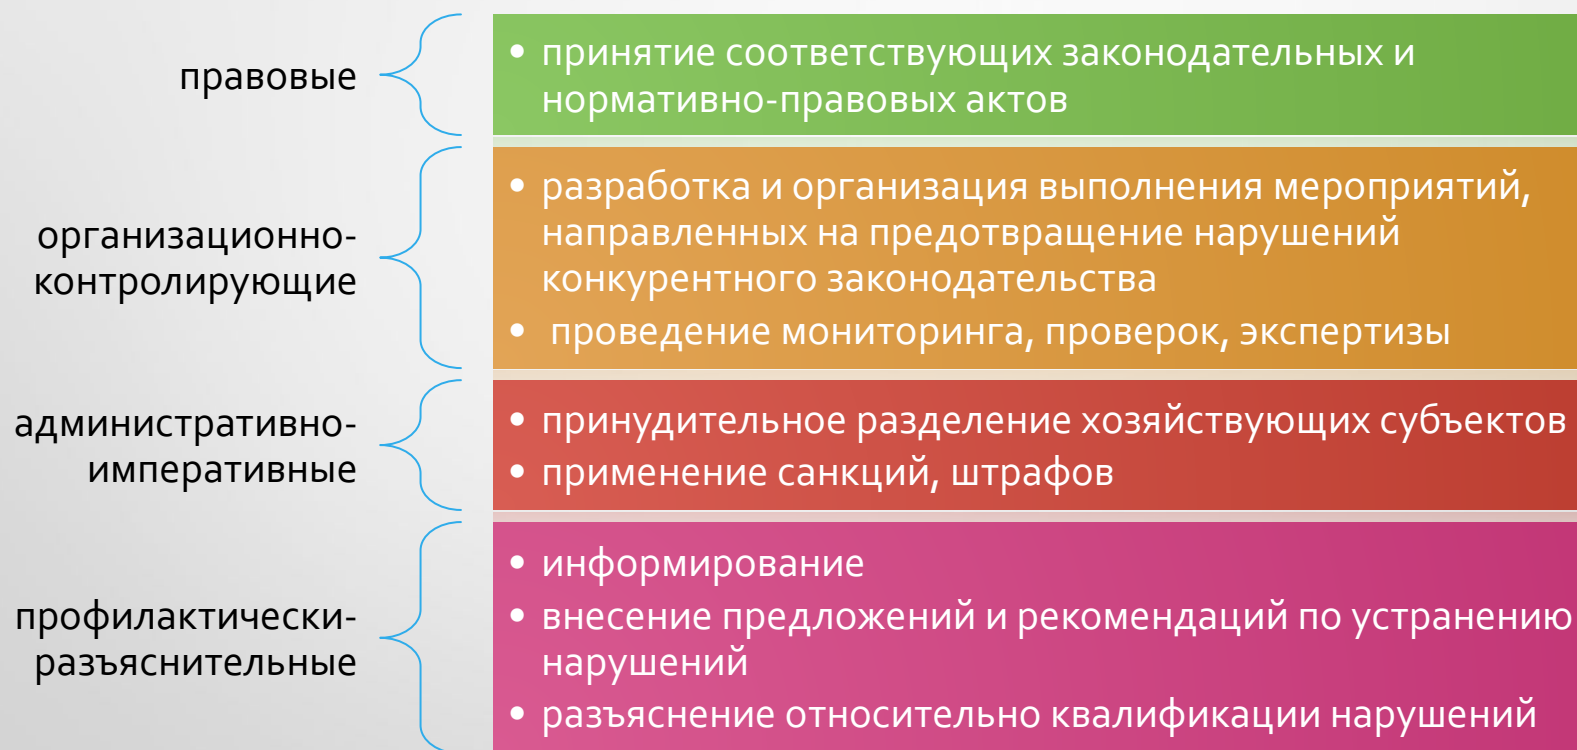 правовые
• принятие соответствующих законодательных и
нормативно-правовых актов
организационно-
контролирующие
• разработка и организация выполнения мероприятий,
направленных на предотвращение нарушений
конкурентного законодательства
• проведение мониторинга, проверок, экспертизы
административно-
императивные
• принудительное разделение хозяйствующих субъектов
• применение санкций, штрафов
профилактически-
разъяснительные
• информирование
• внесение предложений и рекомендаций по устранению
нарушений
• разъяснение относительно квалификации нарушений